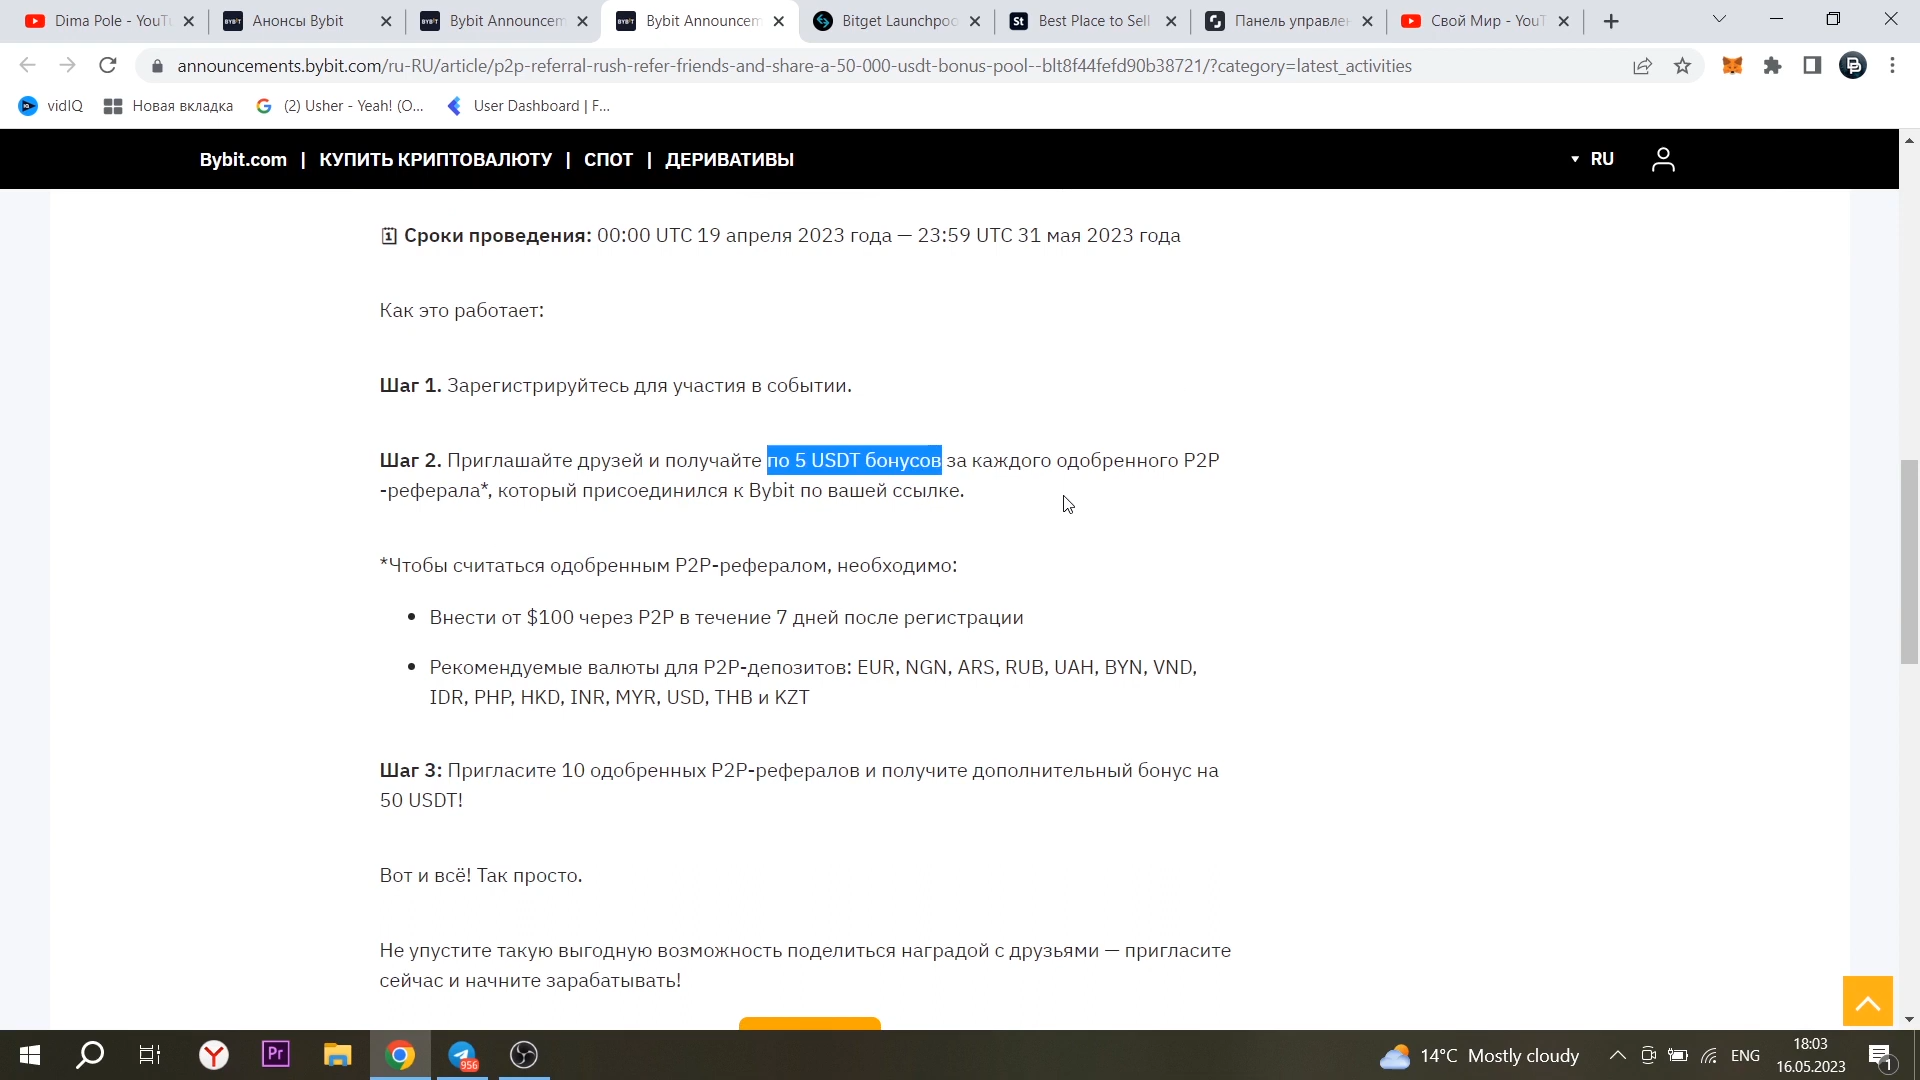 Dima Pole - YouTu
Анонсы Bybit
Bybit Announcem
Bybit Announcem
Bitget Launchpoo
Best Place to Sell
Панель управлен
Свой Мир - YouT
announcements.bybit.com/ru-RU/article/p2p-referral-rush-refer-friends-and-share-a-50-000-usdt-bonus-pool--blt8f44fefd90b38721/?category=latest_activities
vidIQ
Новая вкладка
(2) Usher - Yeah! (O...
User Dashboard | F...
Bybit.com | КУПИТЬ КРИПТОВАЛЮТУ | СПОТ | ДЕРИВАТИВЫ
RU
Сроки проведения: 00:00 UTC 19 апреля 2023 года — 23:59 UTC 31 мая 2023 года
Как это работает:
Шаг 1. Зарегистрируйтесь для участия в событии.
Шаг 2. Приглашайте друзей и получайте по 5 USDT бонусов за каждого одобренного P2P
-реферала*, который присоединился к Bybit по вашей ссылке.
*Чтобы считаться одобренным P2P-рефералом, необходимо:
• Внести от $100 через P2P в течение 7 дней после регистрации
• Рекомендуемые валюты для P2P-депозитов: EUR, NGN, ARS, RUB, UAH, BYN, VND,
IDR, PHP, HKD, INR, MYR, USD, THB и KZT
Шаг 3: Пригласите 10 одобренных P2P-рефералов и получите дополнительный бонус на
50 USDT!
Вот и всё! Так просто.
Не упустите такую выгодную возможность поделиться наградой с друзьями — пригласите
сейчас и начните зарабатывать!
Pr
956
14°C Mostly cloudy
ENG
18:03
16.05.2023
1